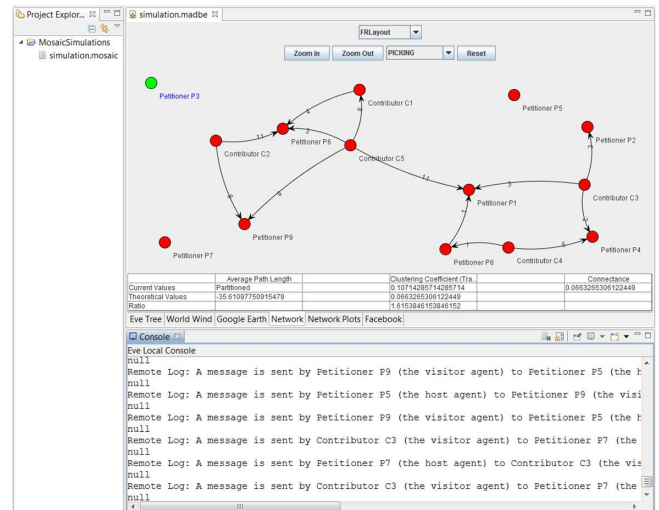 Project Explor...
simulation.madbe
MosaicSimulations
simulation.mosaic
FRLayout
Zoom In Zoom Out PICKING Reset
Petitioner P3
Contributor C1
Petitioner P5
Petitioner P6
Petitioner P2
Contributor C2
Contributor C5
Petitioner P1
Contributor C3
Petitioner P9
Petitioner P7
Petitioner P8
Contributor C4
Petitioner P4
Average Path Length Clustering Coefficient (Tra... Connectance
Current Values Partitioned 0.10714285714285714 0.0663265306122449
Theoretical Values -35.61097750915479 0.0663265306122449
Ratio 1.6153846153846152
Eve Tree World Wind Google Earth Network Network Plots Facebook
Console
Eve Local Console
null
Remote Log: A message is sent by Petitioner P9 (the visitor agent) to Petitioner P5 (the h
null
Remote Log: A message is sent by Petitioner P5 (the host agent) to Petitioner P9 (the visi
null
Remote Log: A message is sent by Petitioner P9 (the visitor agent) to Petitioner P5 (the h
null
Remote Log: A message is sent by Contributor C3 (the visitor agent) to Petitioner P7 (the
null
Remote Log: A message is sent by Petitioner P7 (the host agent) to Contributor C3 (the vis
null
Remote Log: A message is sent by Contributor C3 (the visitor agent) to Petitioner P7 (the
null